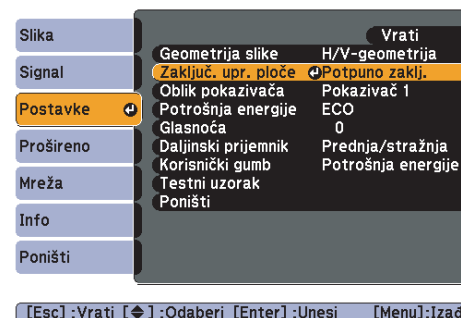 Slika
Signal
Postavke
Prošireno
Mreža
Info
Poništi
Vrati
Geometrija slike H/V-geometrija
Zaključ. upr. ploče Potpuno zaklj.
Oblik pokazivača Pokazivač 1
Potrošnja energije ECO
Glasnoća 0
Daljinski prijemnik Prednja/stražnja
Korisnički gumb Potrošnja energije
Testni uzorak
Poništi
[Esc] :Vrati [◆] :Odaberi [Enter] :Unesi [Menu]:Izađ